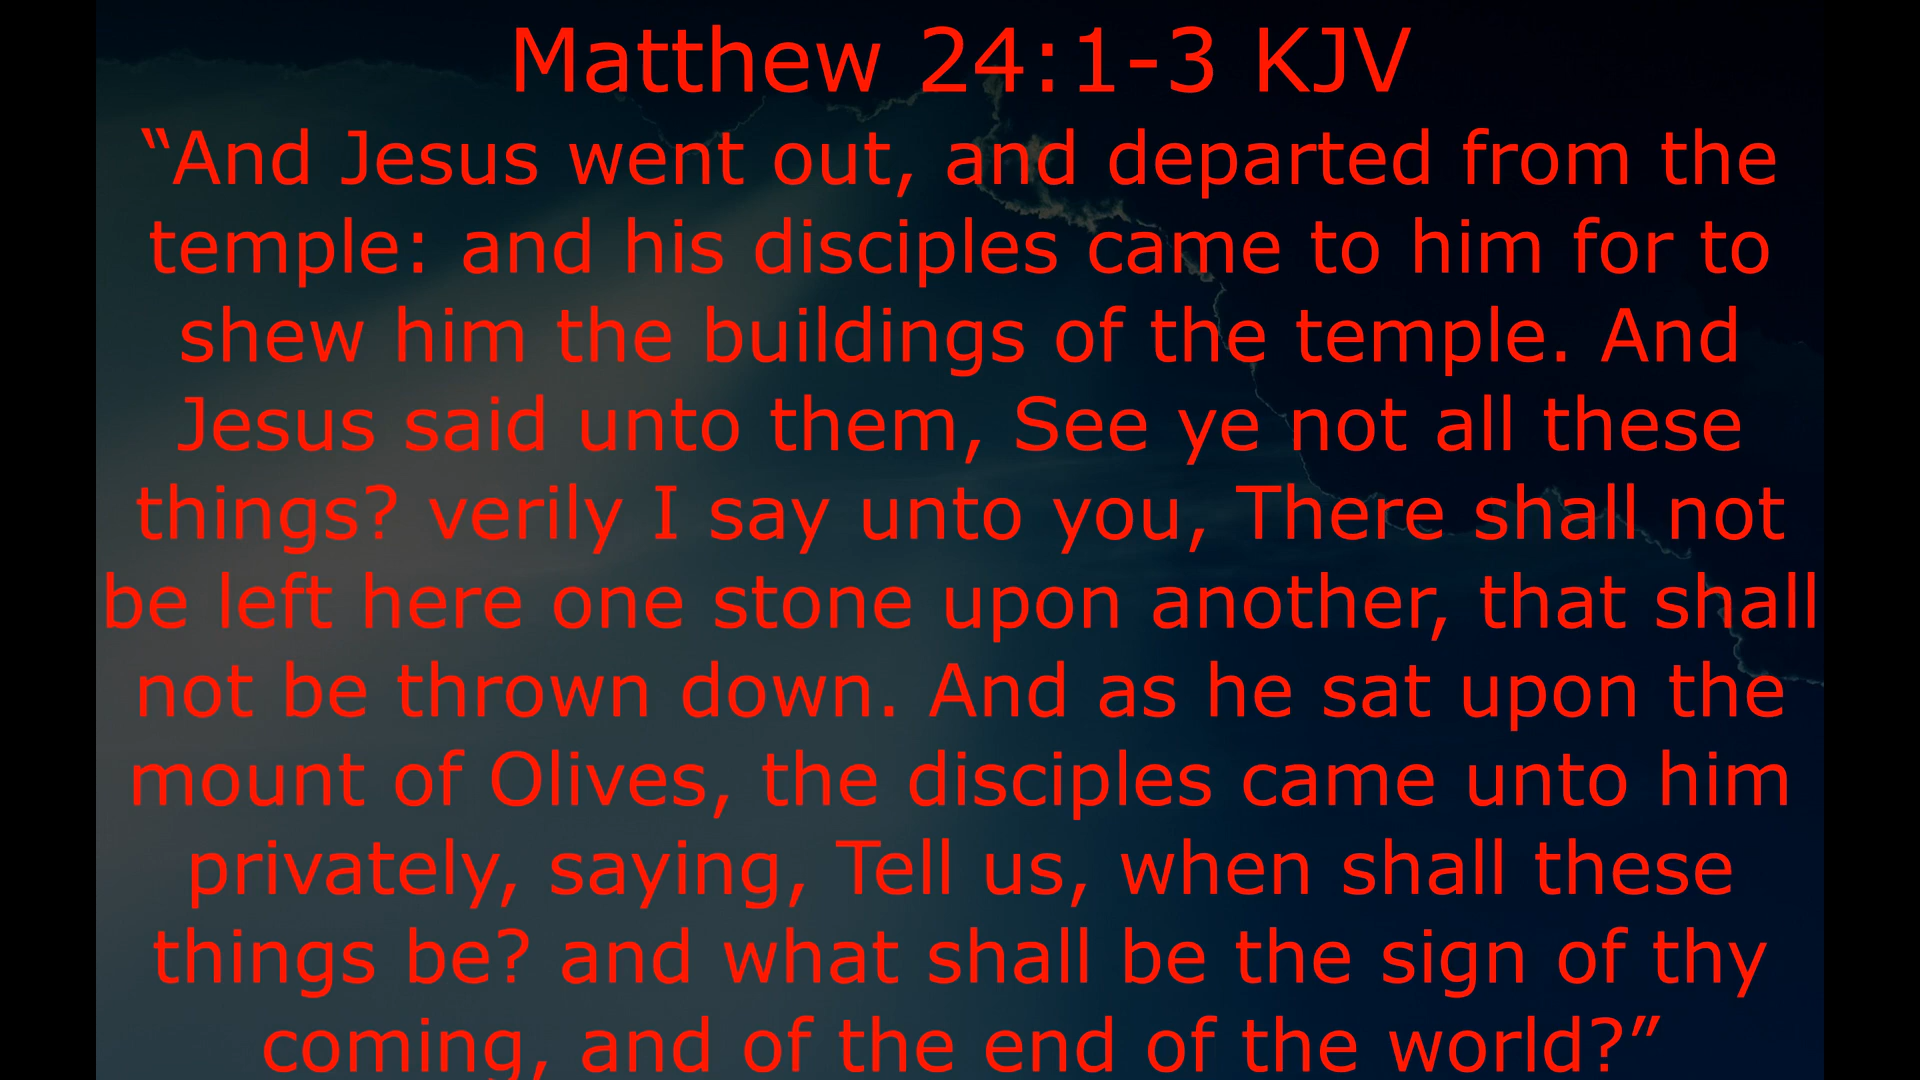 Matthew 24:1-3 KJV
“And Jesus went out, and departed from the
temple: and his disciples came to him for to
shew him the buildings of the temple. And
Jesus said unto them, See ye not all these
things? verily I say unto you, There shall not
be left here one stone upon another, that shall
not be thrown down. And as he sat upon the
mount of Olives, the disciples came unto him
privately, saying, Tell us, when shall these
things be? and what shall be the sign of thy
coming, and of the end of the world?”